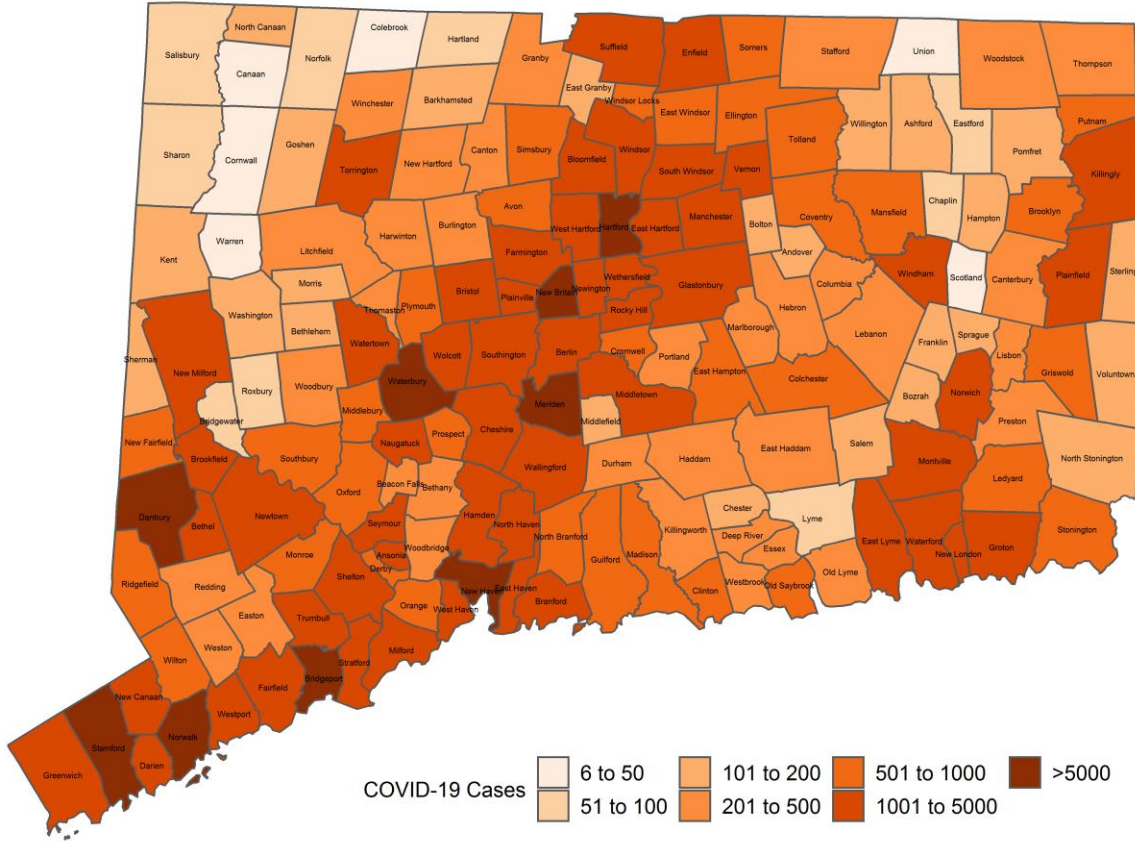 North Canaan
Colebrook
Hartland
Suffield
Enfield
Somers
Stafford
Union
Woodstock
Thompson
Salisbury
Canaan
Norfolk
Granby
East Granby
Winchester
Barkhamsted
Windsor Locks
East Windsor
Ellington
Willington
Ashford
Eastford
Putnam
Pomfret
Sharon
Cornwall
Goshen
Torrington
New Hartford
Canton
Simsbury
Bloomfield
Windsor
South Windsor
Vernon
Tolland
Killingly
Kent
Warren
Litchfield
Harwinton
Burlington
Avon
West Hartford
Hartford
East Hartford
Manchester
Bolton
Coventry
Mansfield
Chaplin
Hampton
Brooklyn
Farmington
Andover
Morris
Washington
Bethlehem
Thomaston
Plymouth
Bristol
Plainville
New Britain
Newington
Wethersfield
Glastonbury
Rocky Hill
Hebron
Columbia
Windham
Scotland
Canterbury
Plainfield
Sterling
Sherman
New Milford
Roxbury
Woodbury
Watertown
Waterbury
Wolcott
Southington
Berlin
Cromwell
Portland
Marlborough
East Hampton
Colchester
Lebanon
Franklin
Sprague
Lisbon
Griswold
Voluntown
Bridgewater
Middlebury
Meriden
Middletown
Middlefield
Bozrah
Norwich
Preston
New Fairfield
Brookfield
Southbury
Naugatuck
Prospect
Cheshire
Wallingford
Durham
Haddam
East Haddam
Salem
Montville
North Stonington
Ledyard
Danbury
Bethel
Newtown
Oxford
Beacon Falls
Bethany
Seymour
Hamden
North Haven
North Branford
Guilford
Madison
Killingworth
Chester
Deep River
Essex
Lyme
East Lyme
Waterford
New London
Groton
Stonington
Ridgefield
Redding
Monroe
Ansonia
Derby
Woodbridge
Shelton
Easton
Orange
New Haven
East Haven
West Haven
Branford
Clinton
Westbrook
Old Saybrook
Old Lyme
Wilton
Weston
Trumbull
Stratford
Milford
Bridgeport
Fairfield
New Canaan
Westport
Norwalk
Stamford
Darien
Greenwich
COVID-19 Cases
6 to 50
51 to 100
101 to 200
201 to 500
501 to 1000
1001 to 5000
>5000